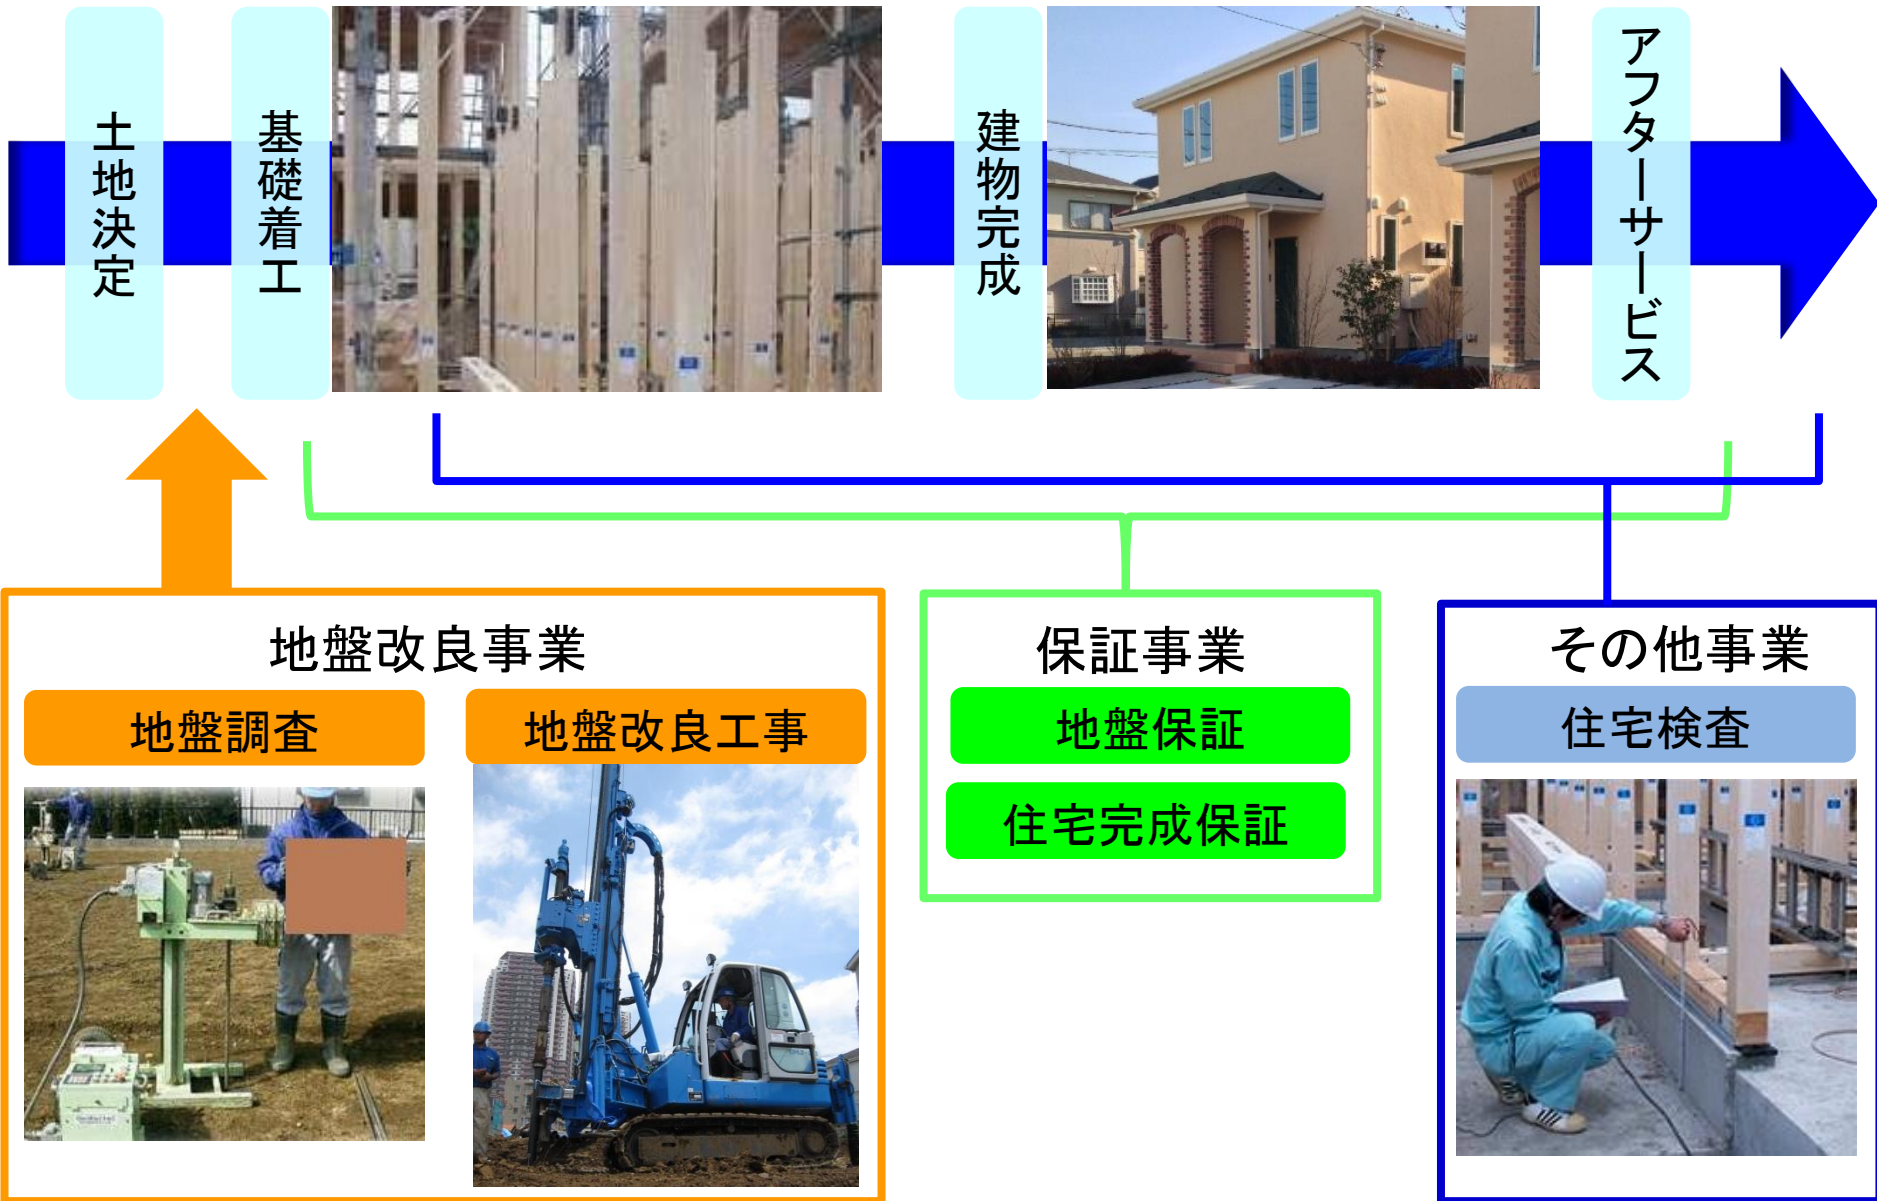 土地決定
基礎着工
建物完成
アフターサービス
地盤改良事業
地盤調査
地盤改良工事
保証事業
地盤保証
住宅完成保証
その他事業
住宅検査